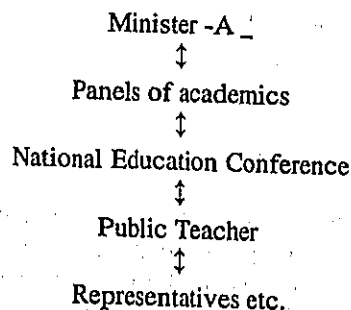 Minister -A
↕
Panels of academics
↕
National Education Conference
↕
Public Teacher
↕
Representatives etc.